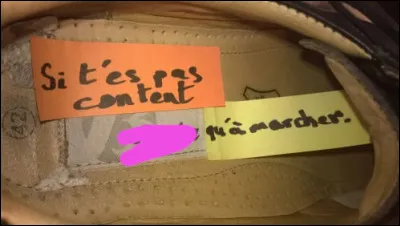 Si t'es pas
content
qu'à marcher.
42